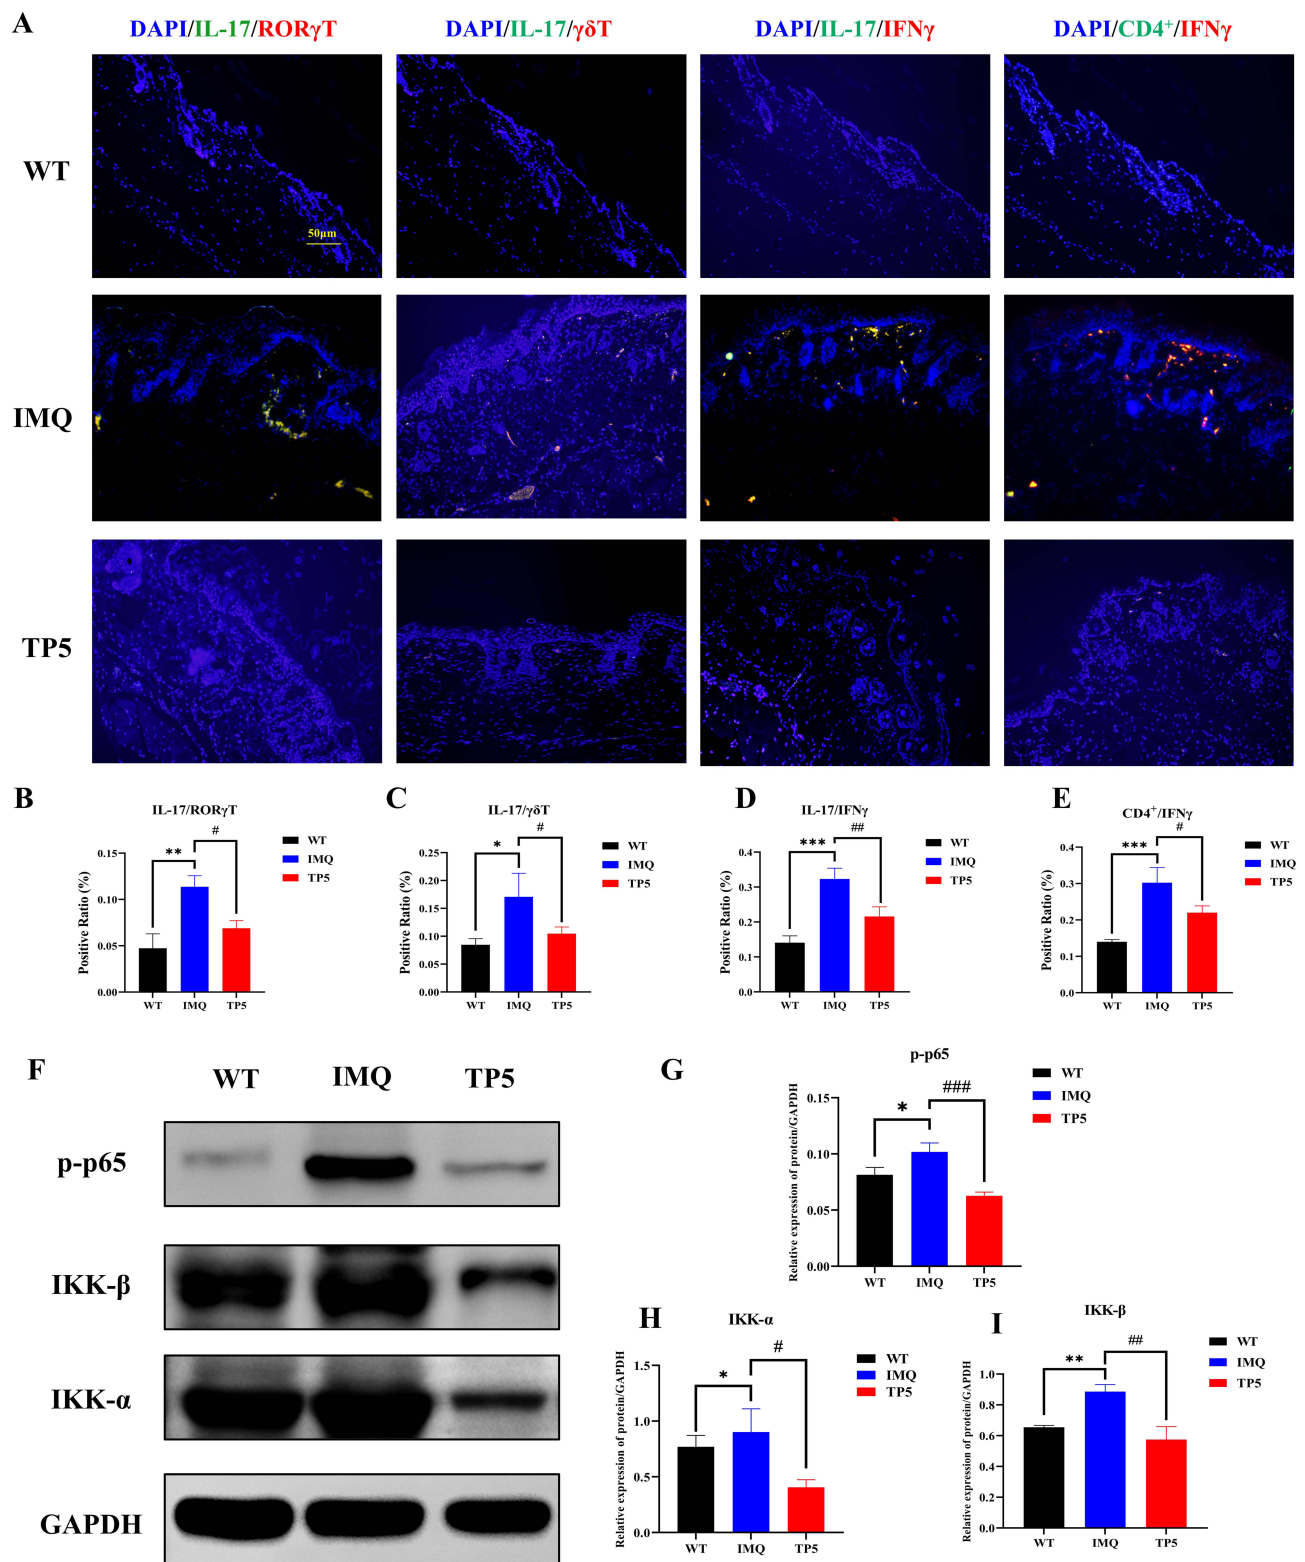 A
DAPI/IL-17/RORγT
DAPI/IL-17/γδT
DAPI/IL-17/IFNγ
DAPI/CD4⁺/IFNγ
WT
50μm
IMQ
TP5
B
IL-17/RORγT
Positive Ratio (%)
0.15
0.10
0.05
0.00
**
#
WT
IMQ
TP5
WT
IMQ
TP5
C
IL-17/γδT
Positive Ratio (%)
0.25
0.20
0.15
0.10
0.05
0.00
*
#
WT
IMQ
TP5
WT
IMQ
TP5
D
IL-17/IFNγ
Positive Ratio (%)
0.4
0.3
0.2
0.1
0.0
***
##
WT
IMQ
TP5
WT
IMQ
TP5
E
CD4⁺/IFNγ
Positive Ratio (%)
0.4
0.3
0.2
0.1
0.0
***
#
WT
IMQ
TP5
WT
IMQ
TP5
F
WT IMQ TP5
p-p65
IKK-β
IKK-α
GAPDH
G
p-p65
Relative expression of protein/GAPDH
0.15
0.10
0.05
0.00
*
###
WT
IMQ
TP5
WT
IMQ
TP5
H
IKK-α
Relative expression of protein/GAPDH
1.5
1.0
0.5
0.0
*
#
WT
IMQ
TP5
WT
IMQ
TP5
I
IKK-β
Relative expression of protein/GAPDH
1.0
0.8
0.6
0.4
0.2
0.0
**
##
WT
IMQ
TP5
WT
IMQ
TP5